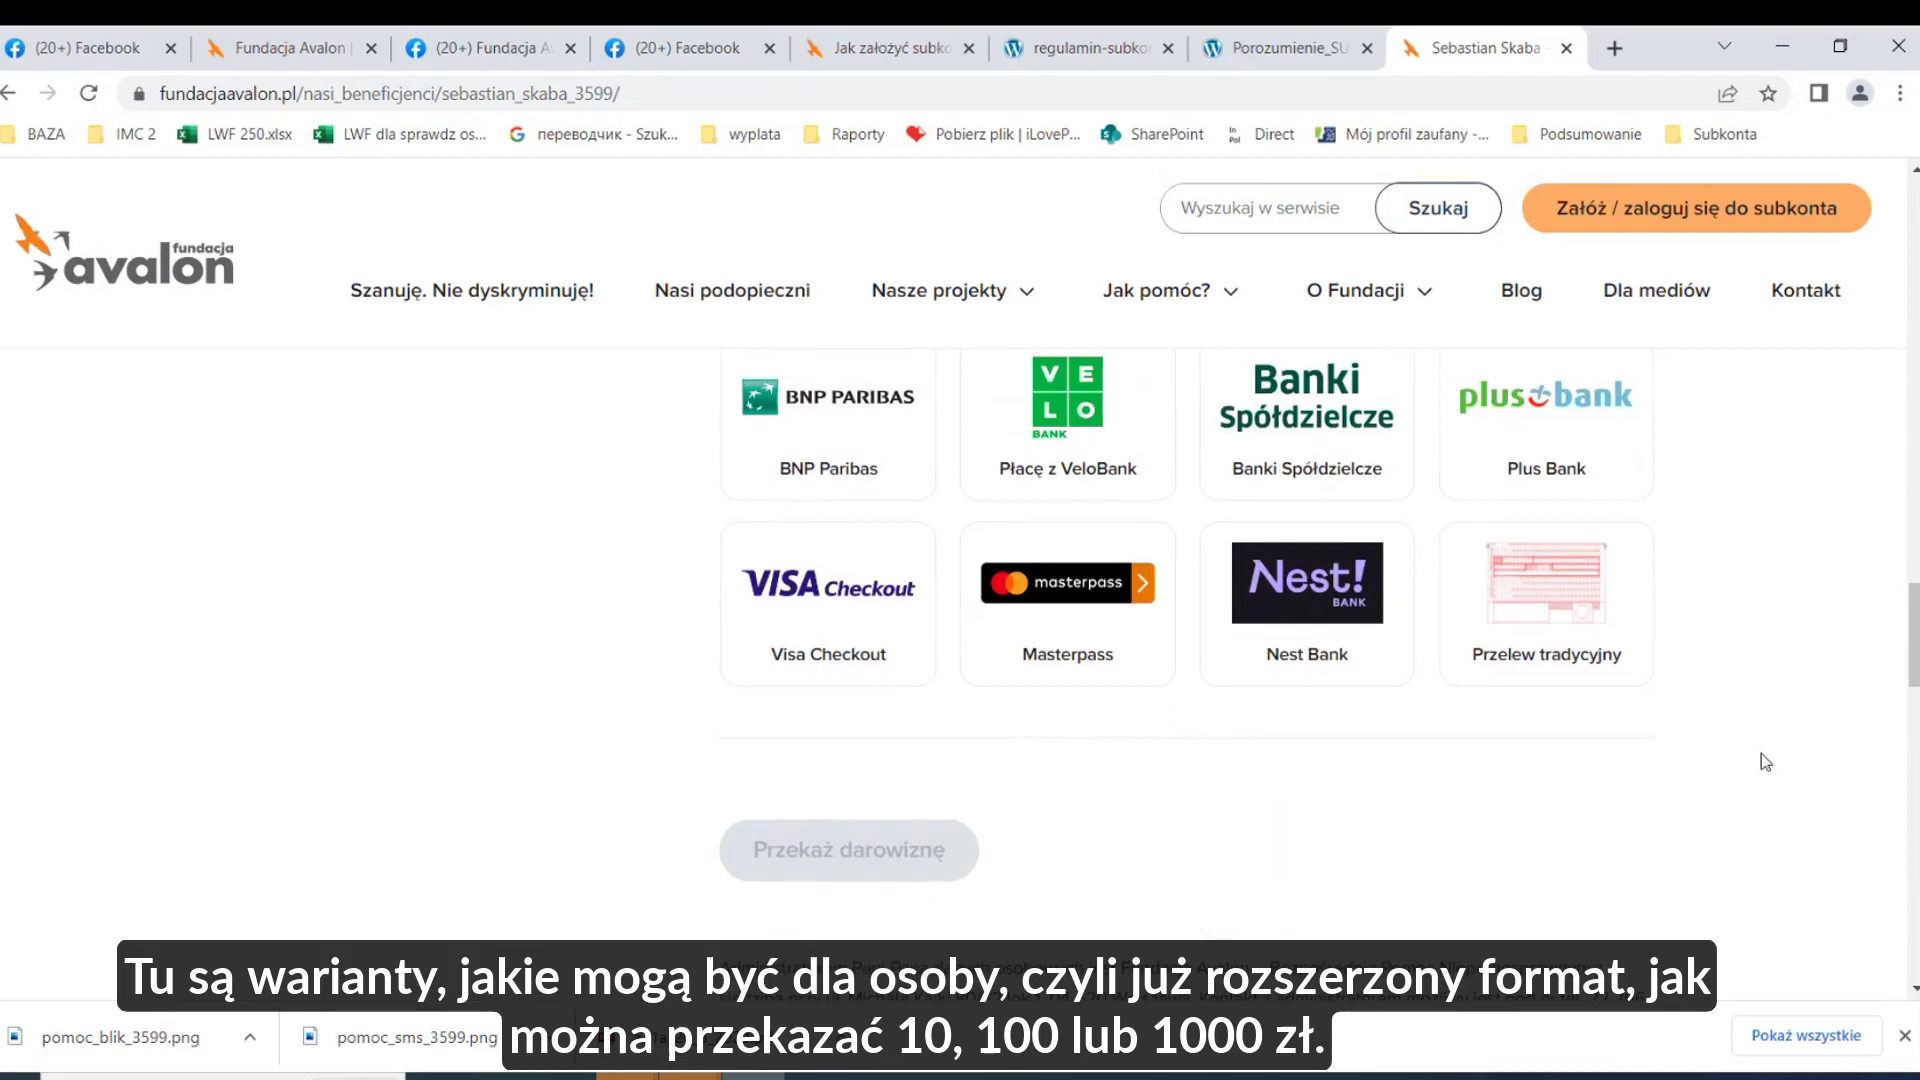 (20+) Facebook
Fundacja Avalon |
(20+) Fundacja Av
(20+) Facebook
Jak założyć subko
regulamin-subkon
Porozumienie_SU
Sebastian Skaba
fundacjaavalon.pl/nasi_beneficjenci/sebastian_skaba_3599/
BAZA
IMC 2
LWF 250.xlsx
LWF dla sprawdz os...
переводчик - Szuk...
wyplata
Raporty
Pobierz plik | iLoveP...
SharePoint
In Pol
Direct
Mój profil zaufany -...
Podsumowanie
Subkonta
fundacja
avalon
Wyszukaj w serwisie
Szukaj
Załóż / zaloguj się do subkonta
Szanuję. Nie dyskryminuję!
Nasi podopieczni
Nasze projekty
Jak pomóc?
O Fundacji
Blog
Dla mediów
Kontakt
BNP PARIBAS
BNP Paribas
VELO
BANK
Płacę z VeloBank
Banki
Spółdzielcze
Banki Spółdzielcze
plus bank
Plus Bank
VISA Checkout
Visa Checkout
masterpass
Masterpass
Nest!
BANK
Nest Bank
Przelew tradycyjny
Przekaż darowiznę
Tu są warianty, jakie mogą być dla osoby, czyli już rozszerzony format, jak
można przekazać 10, 100 lub 1000 zł.
pomoc_blik_3599.png
pomoc_sms_3599.png
Pokaż wszystkie